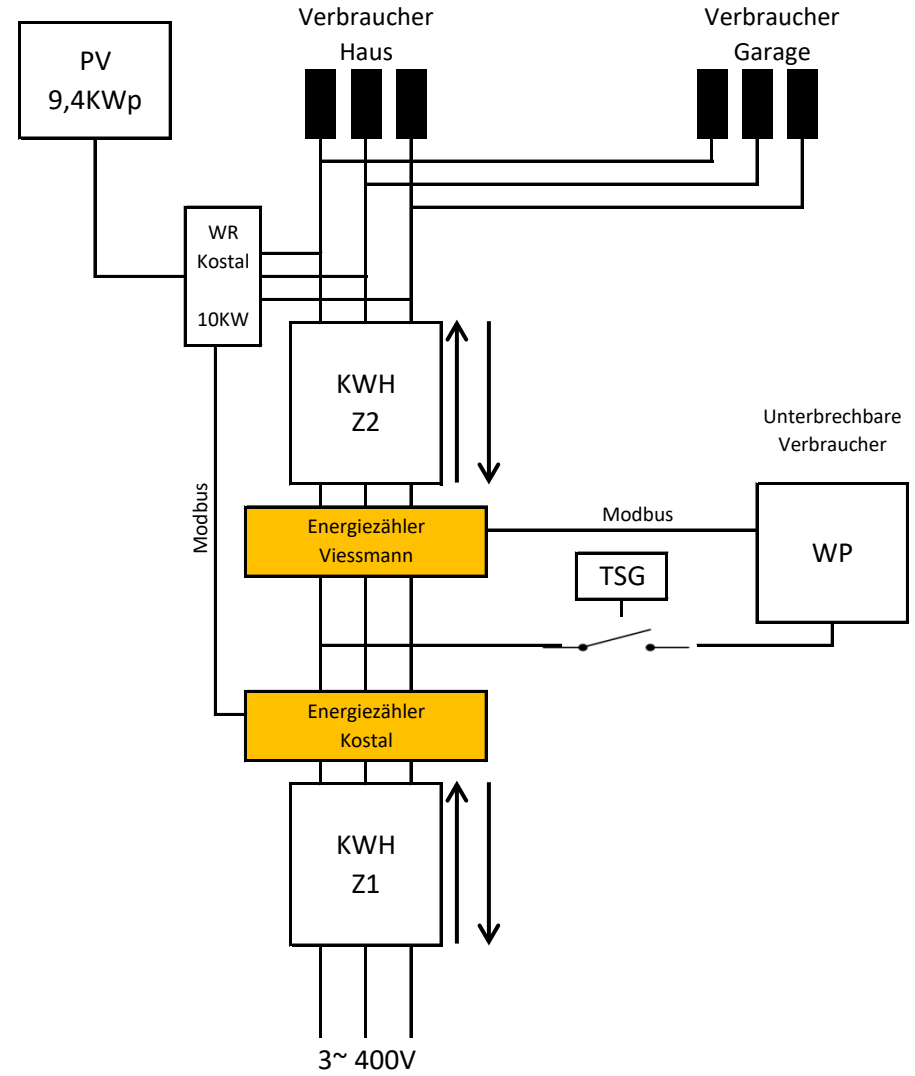 Verbraucher
Haus
Verbraucher
Garage
PV
9,4KWp
WR
Kostal
10KW
KWH
Z2
Unterbrechbare
Verbraucher
Modbus
Energiezähler
Viessmann
Modbus
TSG
WP
Energiezähler
Kostal
KWH
Z1
3~ 400V